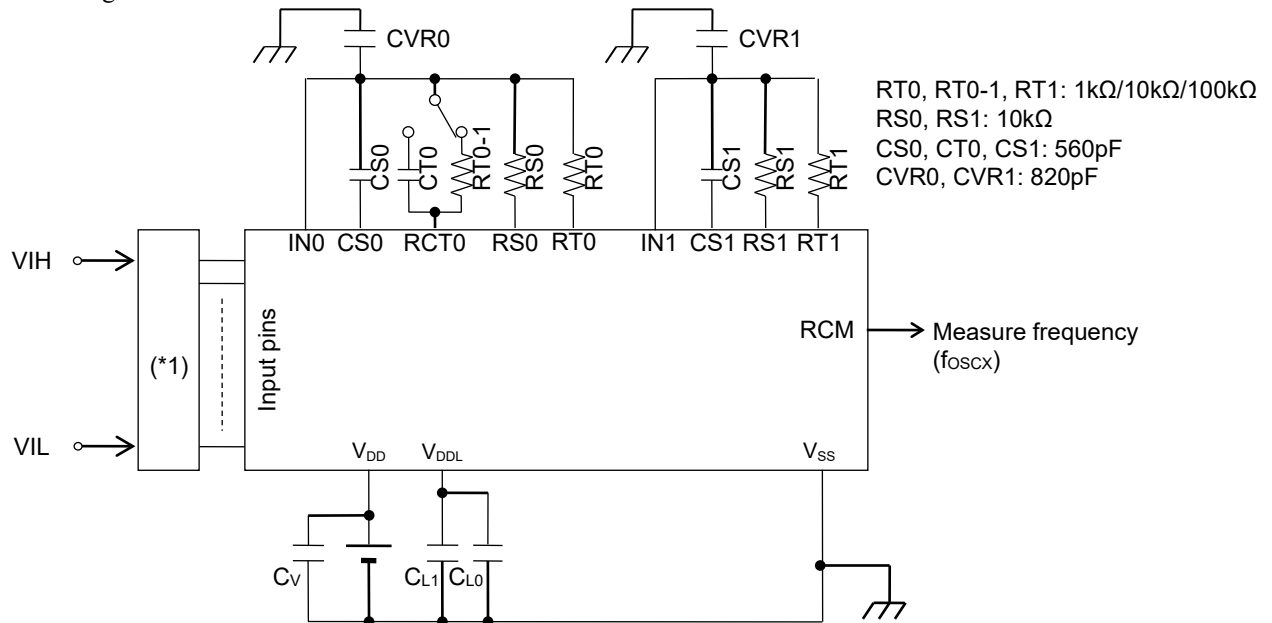 CVR0
CVR1
RT0, RT0-1, RT1: 1kΩ/10kΩ/100kΩ
RS0, RS1: 10kΩ
CS0, CT0, CS1: 560pF
CVR0, CVR1: 820pF
CS0
CT0
RT0-1
RS0
RT0
CS1
RS1
RT1
IN0 CS0 RCT0 RS0 RT0
IN1 CS1 RS1 RT1
VIH
(*1)
Input pins
VIL
RCM
Measure frequency
(fOSCX)
VDD VDDL
VSS
CV
CL1 CL0